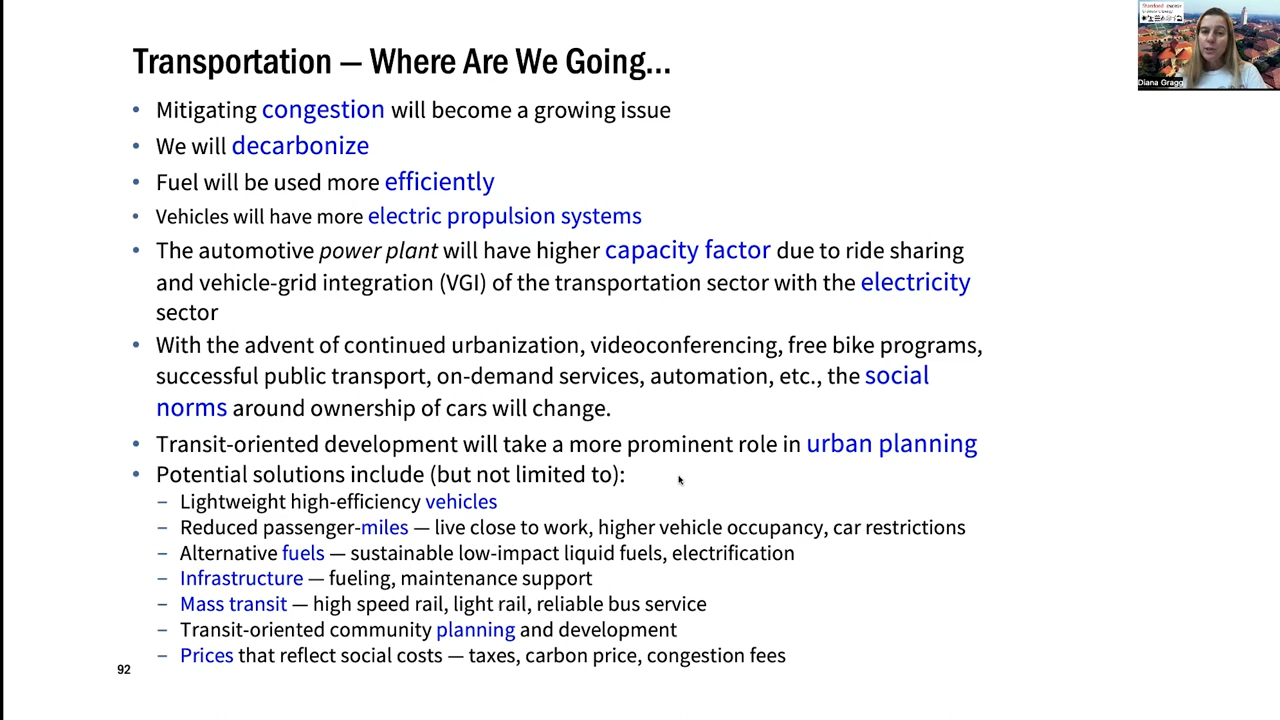 Transportation — Where Are We Going...
• Mitigating congestion will become a growing issue
• We will decarbonize
• Fuel will be used more efficiently
• Vehicles will have more electric propulsion systems
• The automotive power plant will have higher capacity factor due to ride sharing
and vehicle-grid integration (VGI) of the transportation sector with the electricity
sector
• With the advent of continued urbanization, videoconferencing, free bike programs,
successful public transport, on-demand services, automation, etc., the social
norms around ownership of cars will change.
• Transit-oriented development will take a more prominent role in urban planning
• Potential solutions include (but not limited to):
– Lightweight high-efficiency vehicles
– Reduced passenger-miles — live close to work, higher vehicle occupancy, car restrictions
– Alternative fuels — sustainable low-impact liquid fuels, electrification
– Infrastructure — fueling, maintenance support
– Mass transit — high speed rail, light rail, reliable bus service
– Transit-oriented community planning and development
– Prices that reflect social costs — taxes, carbon price, congestion fees
92
Stanford
Diana Gragg